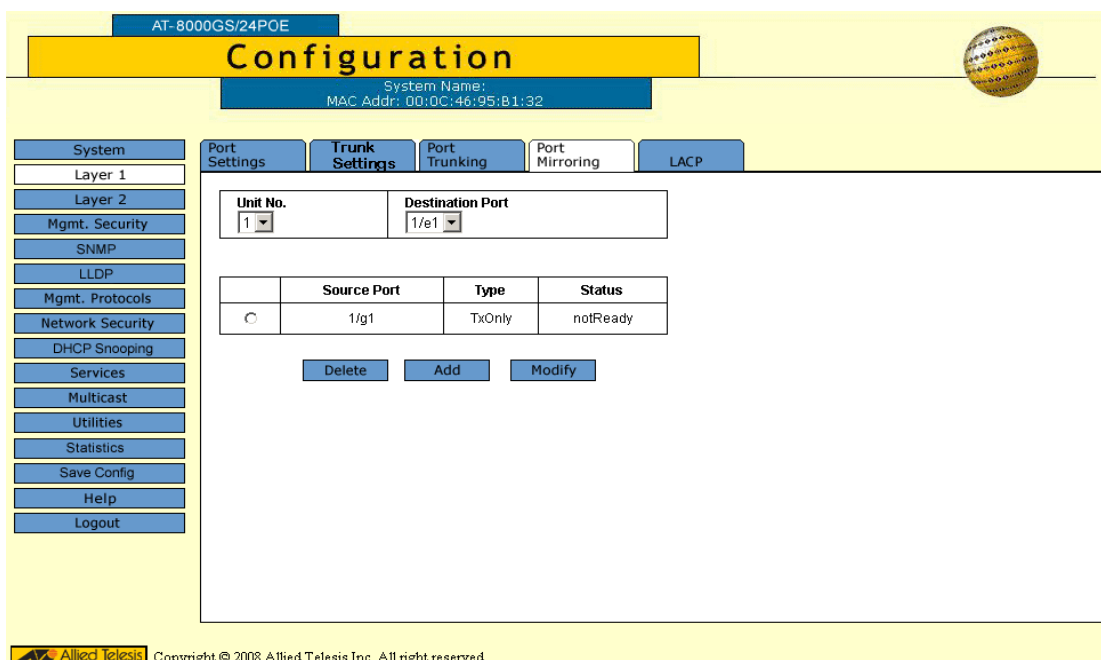 AT-8000GS/24POE
Configuration
System Name:
MAC Addr: 00:0C:46:95:B1:32
System
Layer 1
Layer 2
Mgmt. Security
SNMP
LLDP
Mgmt. Protocols
Network Security
DHCP Snooping
Services
Multicast
Utilities
Statistics
Save Config
Help
Logout
Port Settings
Trunk Settings
Port Trunking
Port Mirroring
LACP
Unit No. Destination Port
1 1/e1
Source Port Type Status
1/g1 TxOnly notReady
Delete Add Modify
Allied Telesis Copyright © 2008 Allied Telesis Inc. All right reserved.